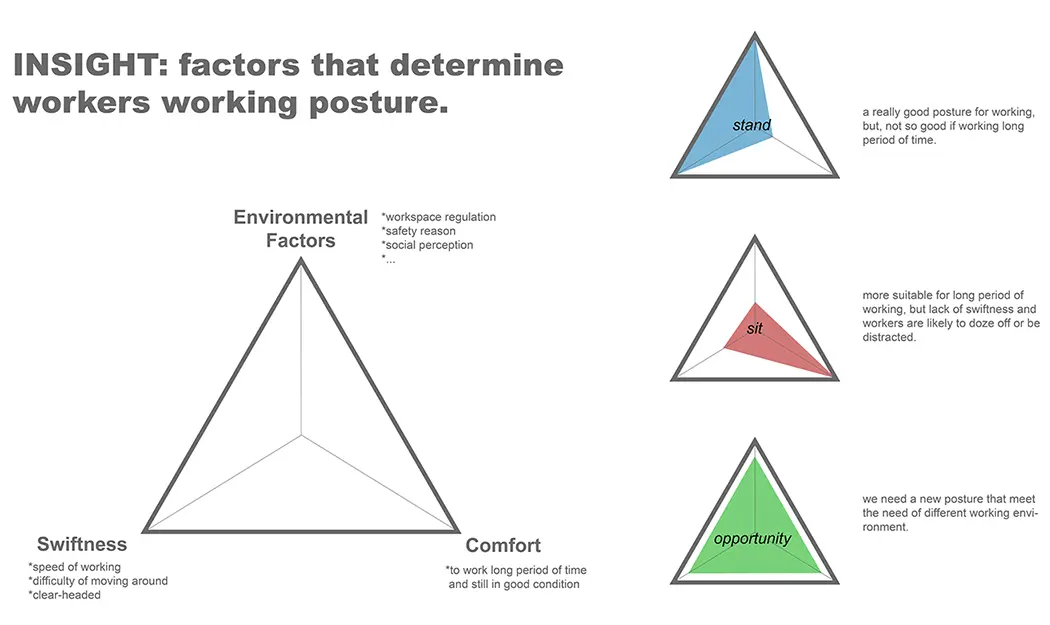 INSIGHT: factors that determine
workers working posture.
Environmental
Factors
*workspace regulation
*safety reason
*social perception
*...
Swiftness
*speed of working
*difficulty of moving around
*clear-headed
Comfort
*to work long period of time
and still in good condition
stand
a really good posture for working,
but, not so good if working long
period of time.
sit
more suitable for long period of
working, but lack of swiftness and
workers are likely to doze off or be
distracted.
opportunity
we need a new posture that meet
the need of different working envi-
ronment.